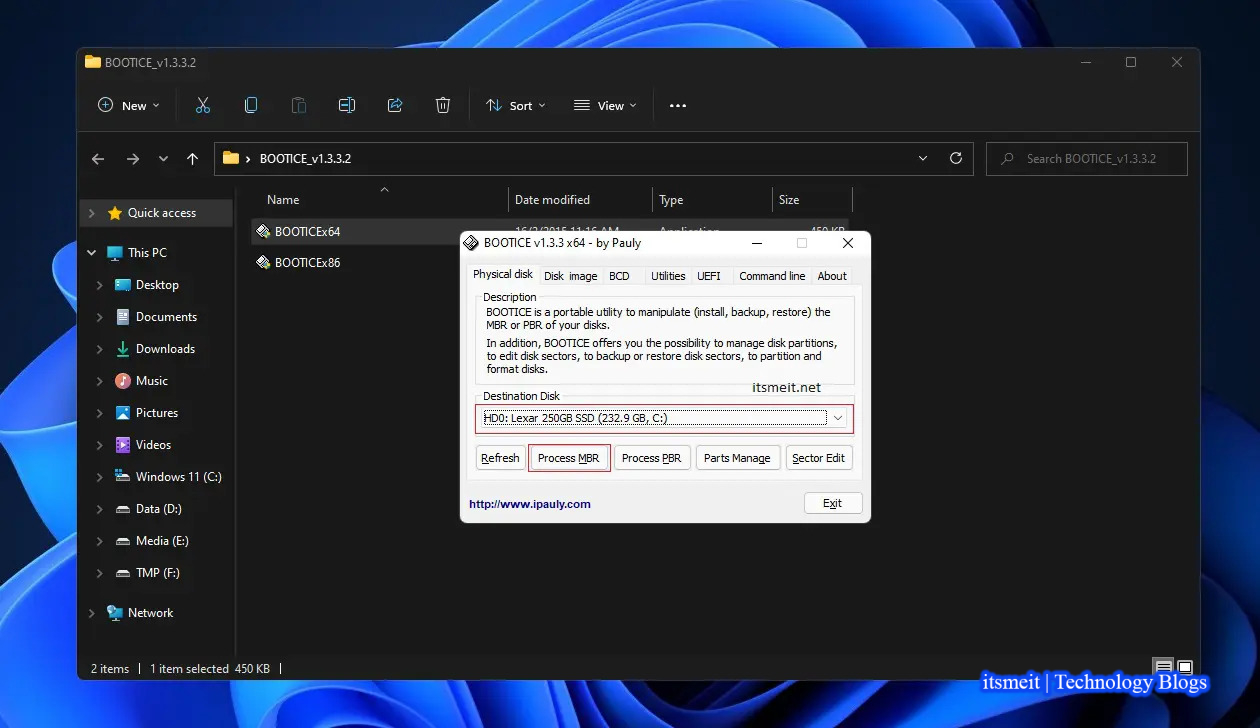 BOOTICE_v1.3.3.2
New
Sort
View
BOOTICE_v1.3.3.2
Search BOOTICE_v1.3.3.2
Name Date modified Type Size
Quick access
This PC
Desktop
Documents
Downloads
Music
Pictures
Videos
Windows 11 (C:)
Data (D:)
Media (E:)
TMP (F:)
Network
BOOTICEx64 16/2/2015 11:16 AM Application 450 KB
BOOTICEx86
BOOTICE v1.3.3 x64 - by Pauly
Physical disk Disk image BCD Utilities UEFI Command line About
Description
BOOTICE is a portable utility to manipulate (install, backup, restore) the
MBR or PBR of your disks.
In addition, BOOTICE offers you the possibility to manage disk partitions,
to edit disk sectors, to backup or restore disk sectors, to partition and
format disks.
itsmeit.net
Destination Disk
HD0: Lexar 250GB SSD (232.9 GB, C:)
Refresh Process MBR Process PBR Parts Manage Sector Edit
http://www.ipauly.com
Exit
2 items 1 item selected 450 KB
itsmeit | Technology Blogs